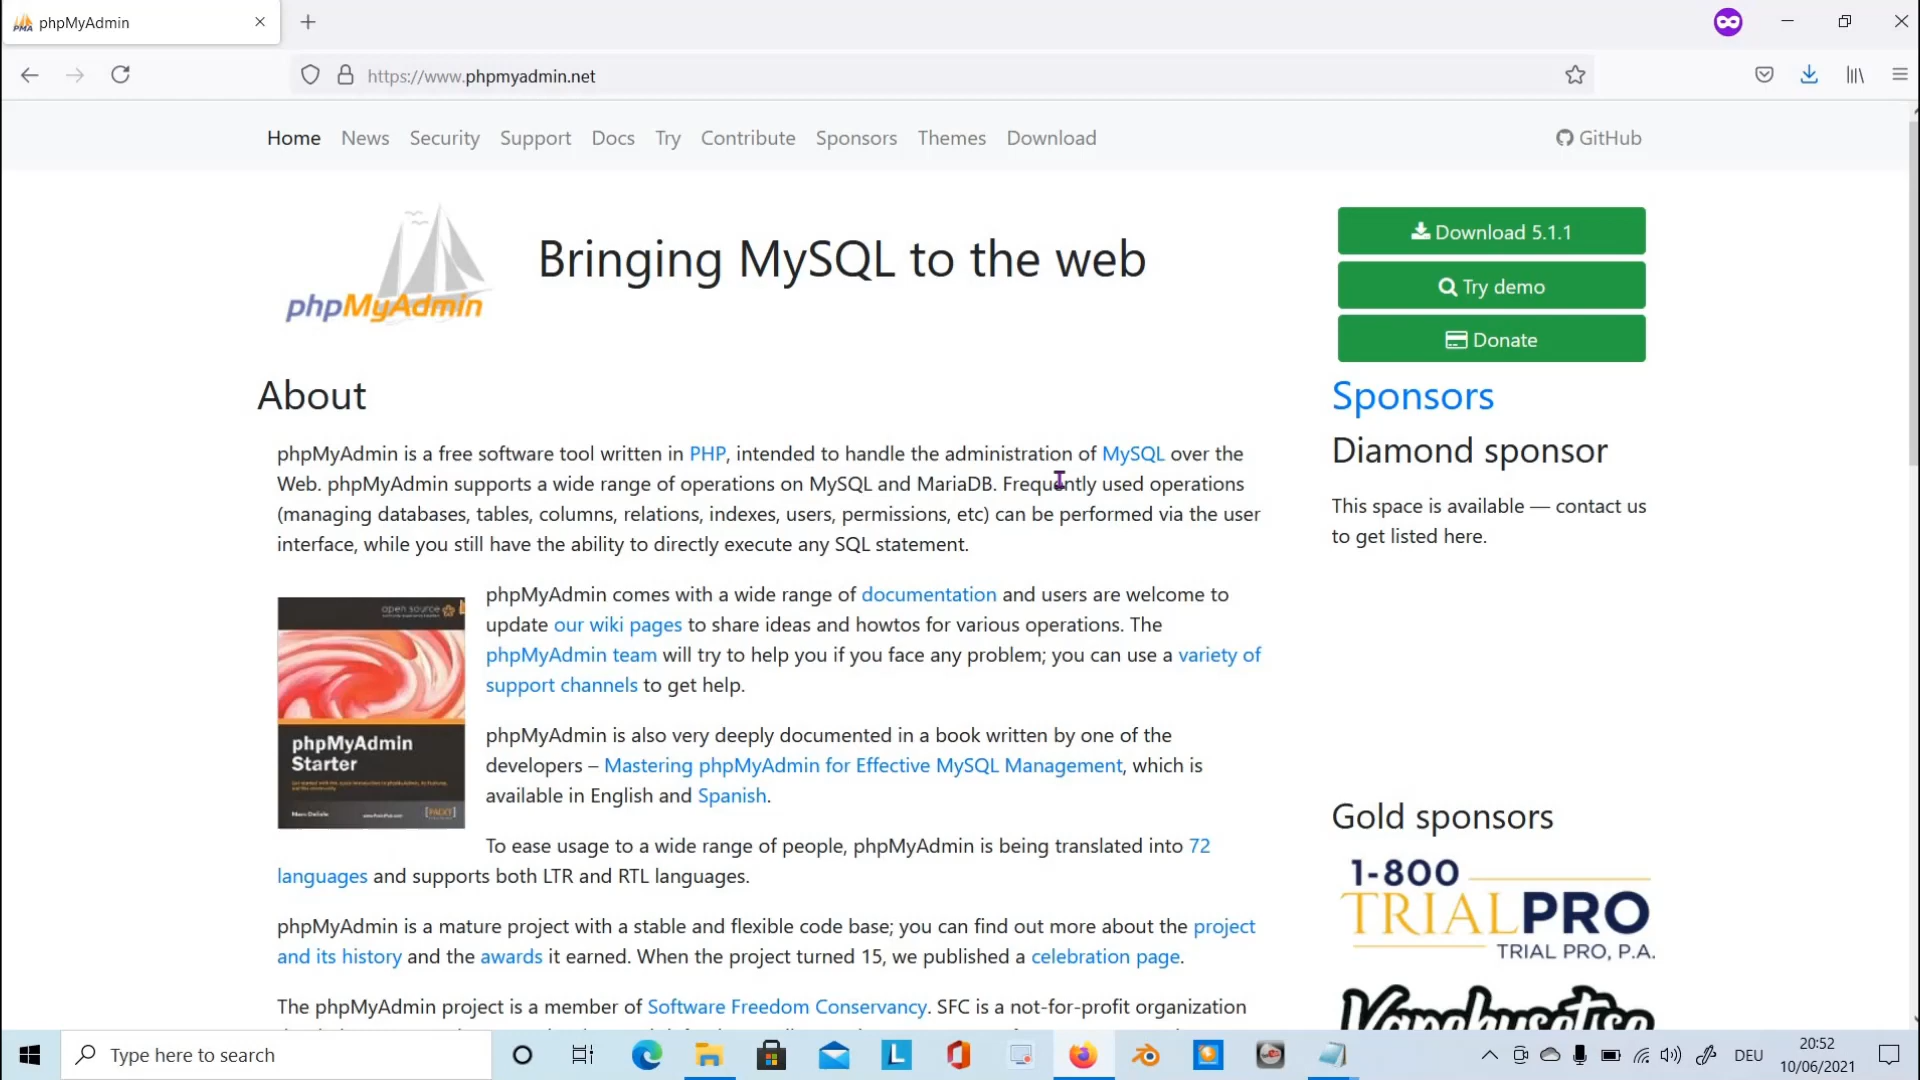 phpMyAdmin
https://www.phpmyadmin.net
Home News Security Support Docs Try Contribute Sponsors Themes Download GitHub
phpMyAdmin
Bringing MySQL to the web
Download 5.1.1
Try demo
Donate
About
phpMyAdmin is a free software tool written in PHP, intended to handle the administration of MySQL over the
Web. phpMyAdmin supports a wide range of operations on MySQL and MariaDB. Frequently used operations
(managing databases, tables, columns, relations, indexes, users, permissions, etc) can be performed via the user
interface, while you still have the ability to directly execute any SQL statement.
open source
phpMyAdmin
Starter
Marc Delisle
[PACKT]
phpMyAdmin comes with a wide range of documentation and users are welcome to
update our wiki pages to share ideas and howtos for various operations. The
phpMyAdmin team will try to help you if you face any problem; you can use a variety of
support channels to get help.
phpMyAdmin is also very deeply documented in a book written by one of the
developers – Mastering phpMyAdmin for Effective MySQL Management, which is
available in English and Spanish.
To ease usage to a wide range of people, phpMyAdmin is being translated into 72
languages and supports both LTR and RTL languages.
phpMyAdmin is a mature project with a stable and flexible code base; you can find out more about the project
and its history and the awards it earned. When the project turned 15, we published a celebration page.
The phpMyAdmin project is a member of Software Freedom Conservancy. SFC is a not-for-profit organization
Sponsors
Diamond sponsor
This space is available — contact us
to get listed here.
Gold sponsors
1-800
TRIALPRO
TRIAL PRO, P.A.
Type here to search
DEU
20:52
10/06/2021